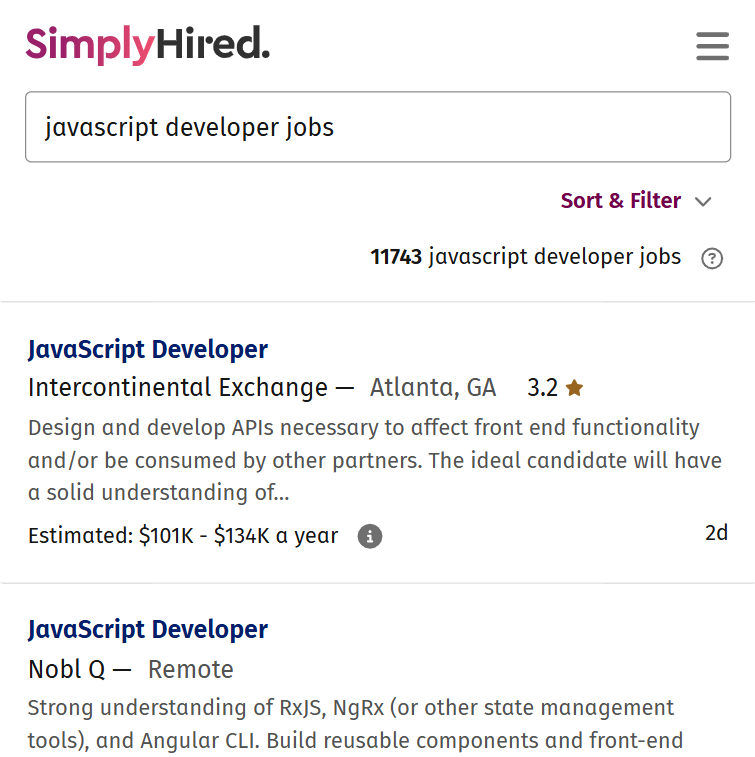 SimplyHired.
javascript developer jobs
Sort & Filter
11743 javascript developer jobs ?
JavaScript Developer
Intercontinental Exchange — Atlanta, GA 3.2
Design and develop APIs necessary to affect front end functionality
and/or be consumed by other partners. The ideal candidate will have
a solid understanding of...
Estimated: $101K - $134K a year i 2d
JavaScript Developer
Nobl Q — Remote
Strong understanding of RxJS, NgRx (or other state management
tools), and Angular CLI. Build reusable components and front-end